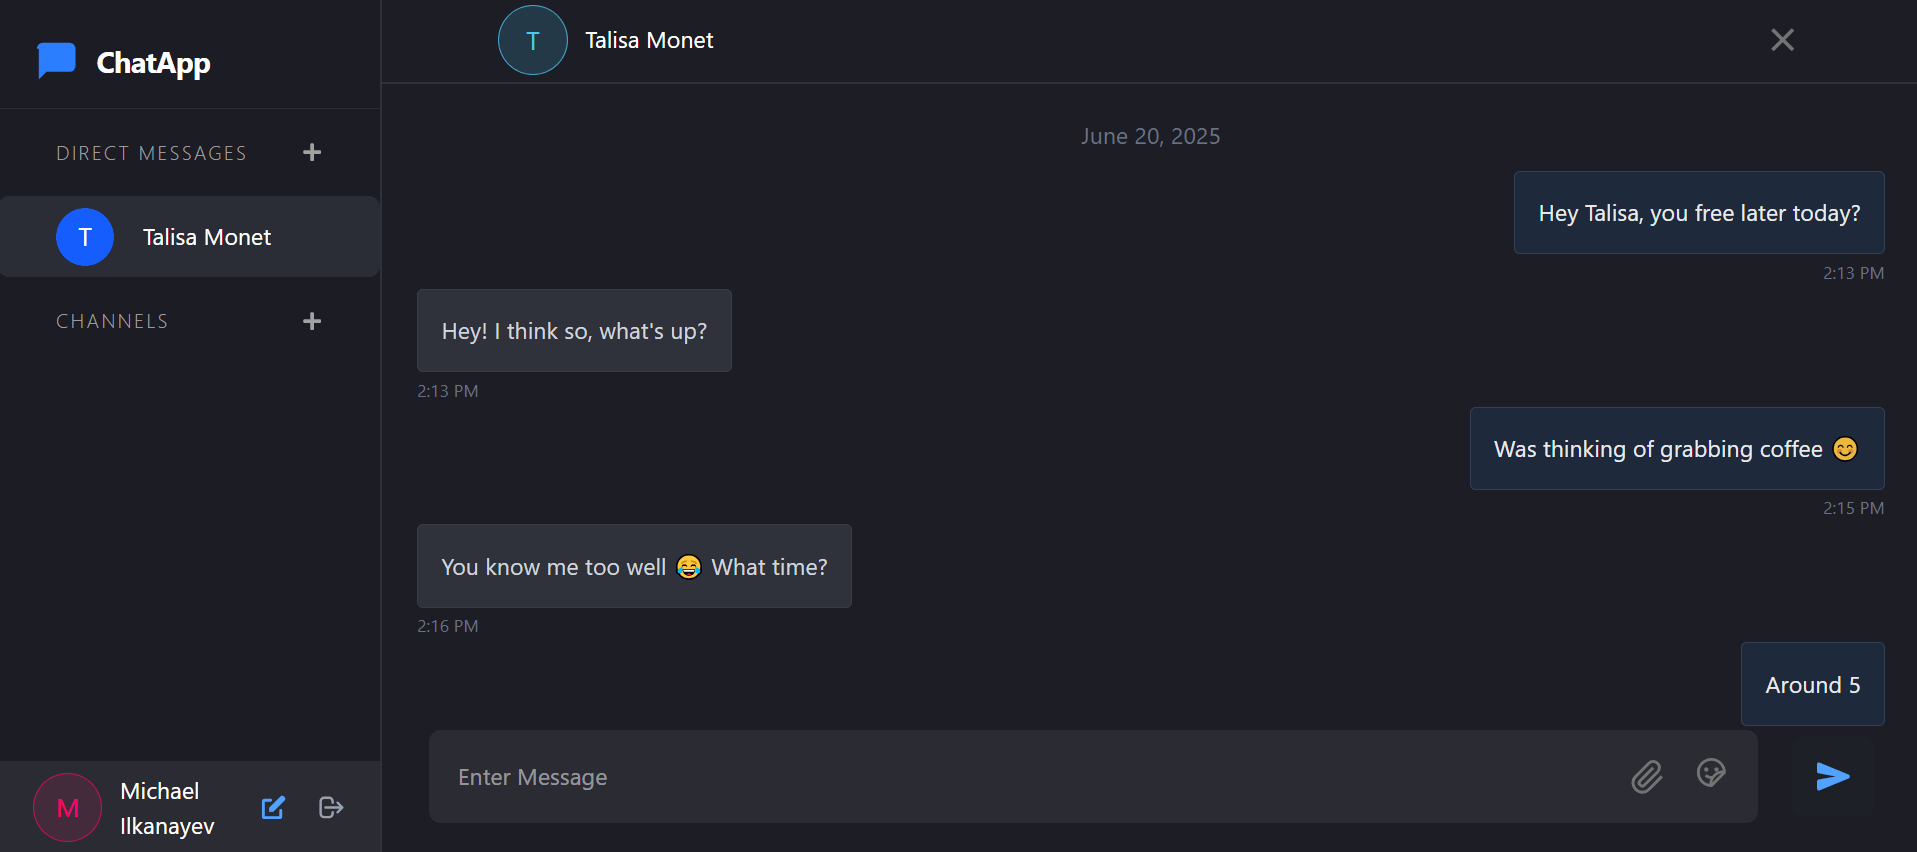 ChatApp
DIRECT MESSAGES
T
Talisa Monet
CHANNELS
M
Michael
Ilkanayev
T
Talisa Monet
June 20, 2025
Hey Talisa, you free later today?
2:13 PM
Hey! I think so, what's up?
2:13 PM
Was thinking of grabbing coffee 😊
2:15 PM
You know me too well 😂 What time?
2:16 PM
Around 5
Enter Message